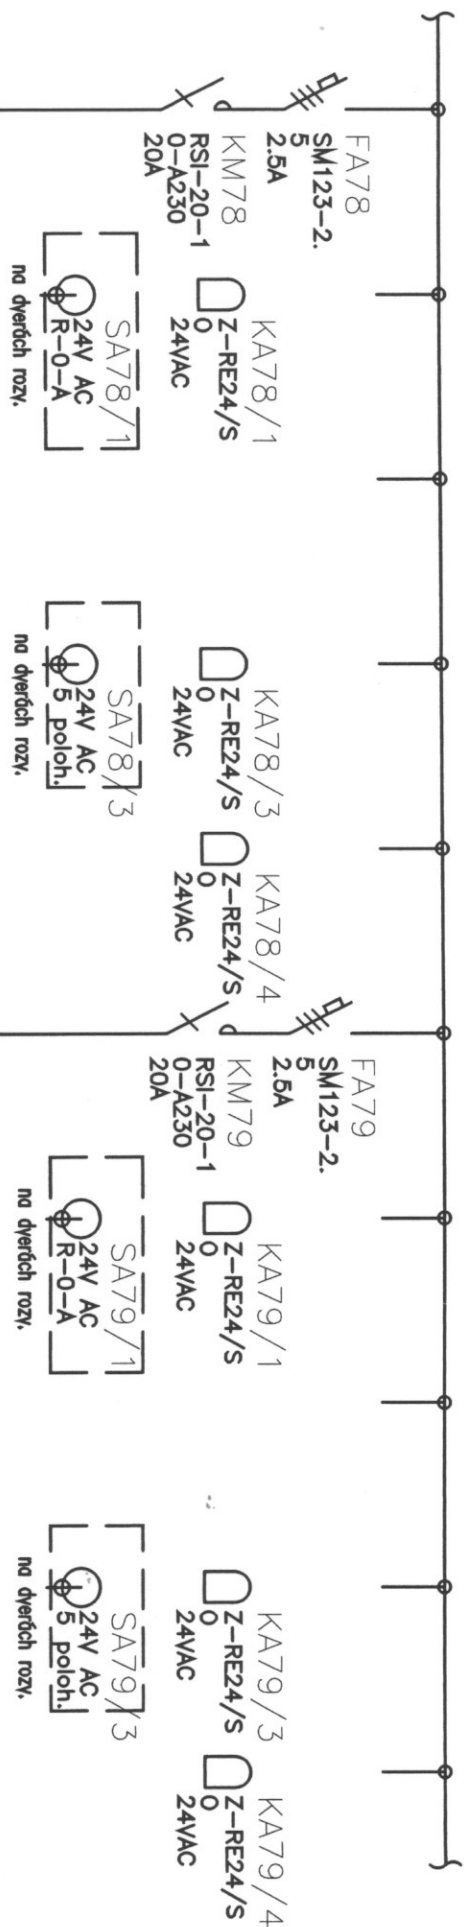 FA78
SM123-2.
5
2.5A
KM78
RSI-20-1
0-A230
20A
KA78/1
Z-RE24/S
0
24VAC
SA78/1
24V AC
R-0-A
na dverách rozv.
KA78/3
Z-RE24/S
0
24VAC
SA78/3
24V AC
5 poloh.
na dverách rozv.
KA78/4
Z-RE24/S
0
24VAC
FA79
SM123-2.
5
2.5A
KM79
RSI-20-1
0-A230
20A
KA79/1
Z-RE24/S
0
24VAC
SA79/1
24V AC
R-0-A
na dverách rozv.
KA79/3
Z-RE24/S
0
24VAC
SA79/3
24V AC
5 poloh.
na dverách rozv.
KA79/4
Z-RE24/S
0
24VAC